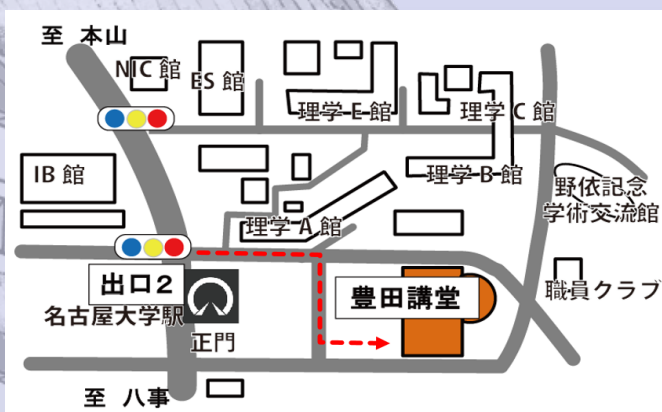 至 本山
NIC 館
ES 館
理学 E 館
理学 C 館
IB 館
理学 B 館
野依記念
学術交流館
理学 A 館
出口2
名古屋大学駅
正門
豊田講堂
職員クラブ
至 八事